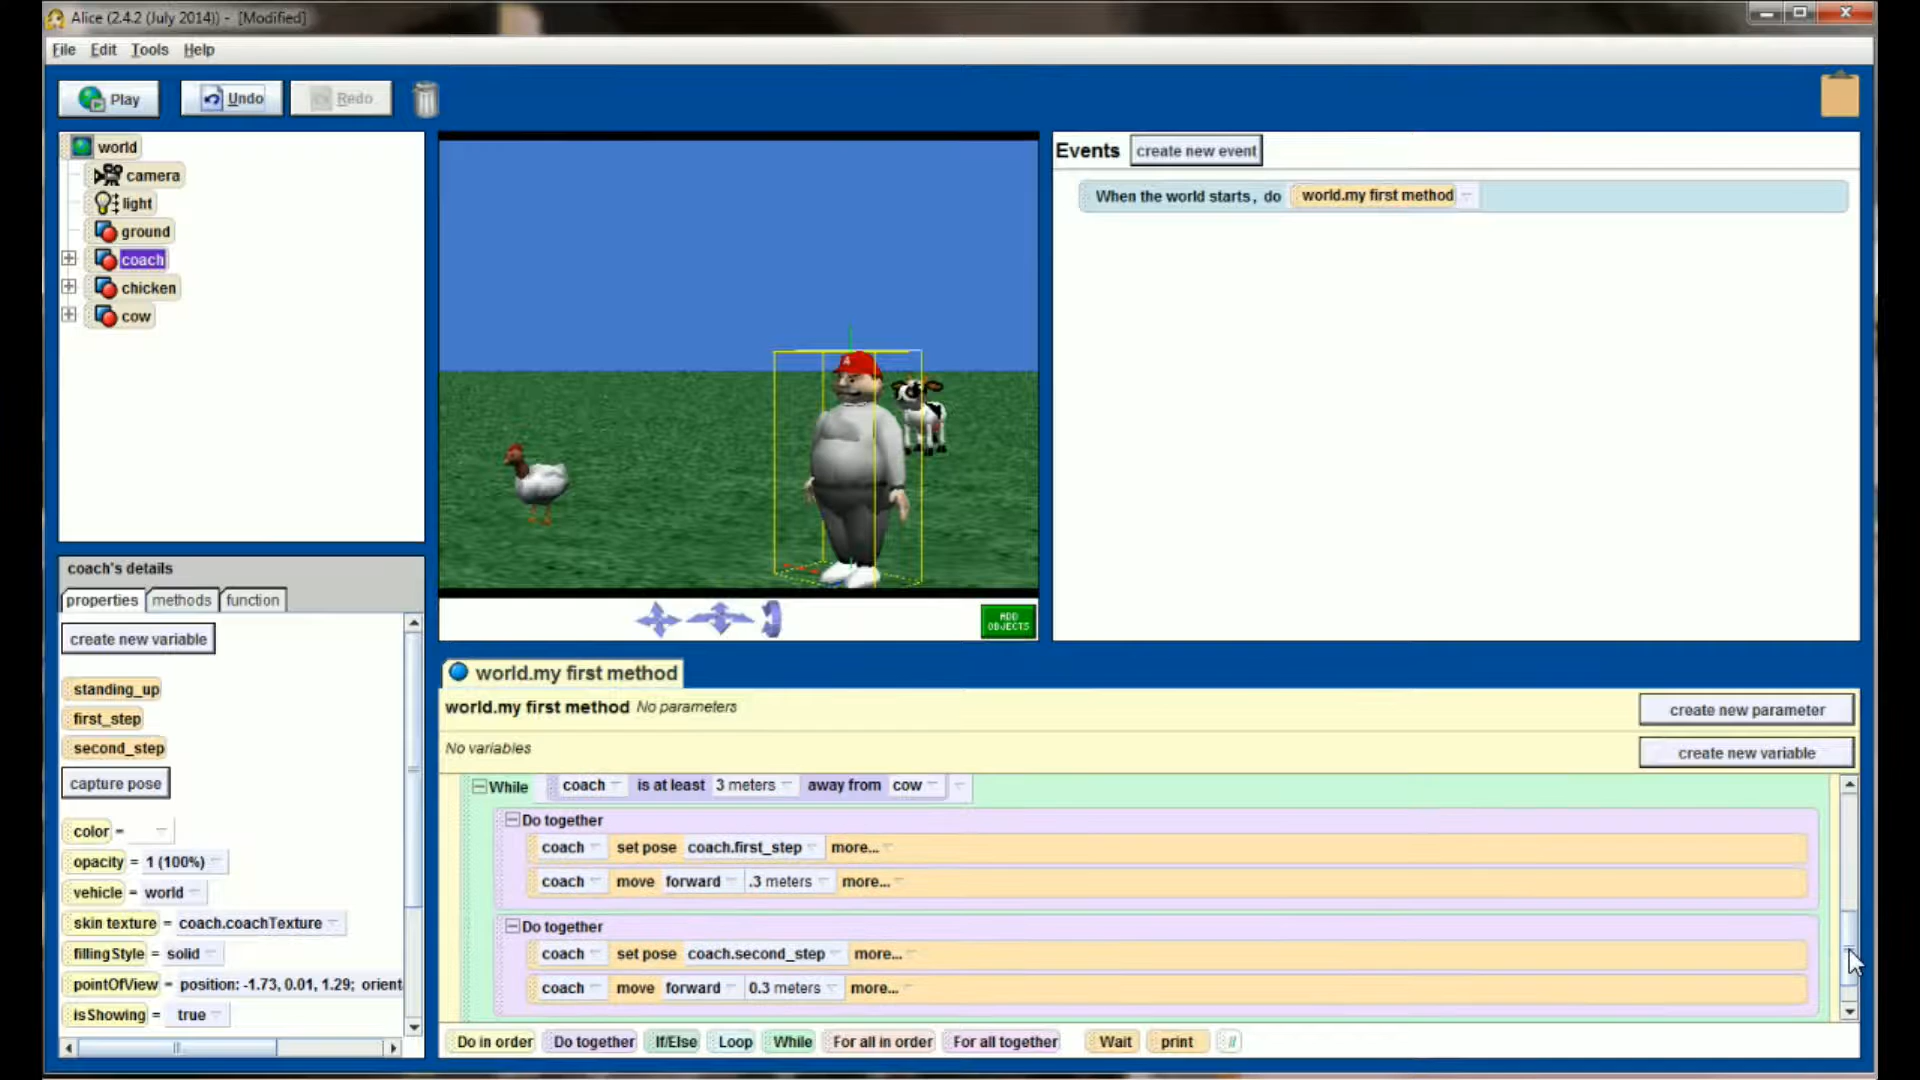 Alice (2.4.2 (July 2014)) - [Modified]
File Edit Tools Help
Play Undo Redo
world
camera
light
ground
coach
chicken
cow
Events create new event
When the world starts, do world.my first method
4
ADD OBJECTS
coach's details
properties methods function
create new variable
standing_up
first_step
second_step
capture pose
color =
opacity = 1 (100%)
vehicle = world
skin texture = coach.coachTexture
fillingStyle = solid
pointOfView = position: -1.73, 0.01, 1.29; orient
isShowing = true
world.my first method
world.my first method No parameters
create new parameter
No variables
create new variable
While coach is at least 3 meters away from cow
Do together
coach set pose coach.first_step more...
coach move forward .3 meters more...
Do together
coach set pose coach.second_step more...
coach move forward 0.3 meters more...
Do in order Do together If/Else Loop While For all in order For all together Wait print //